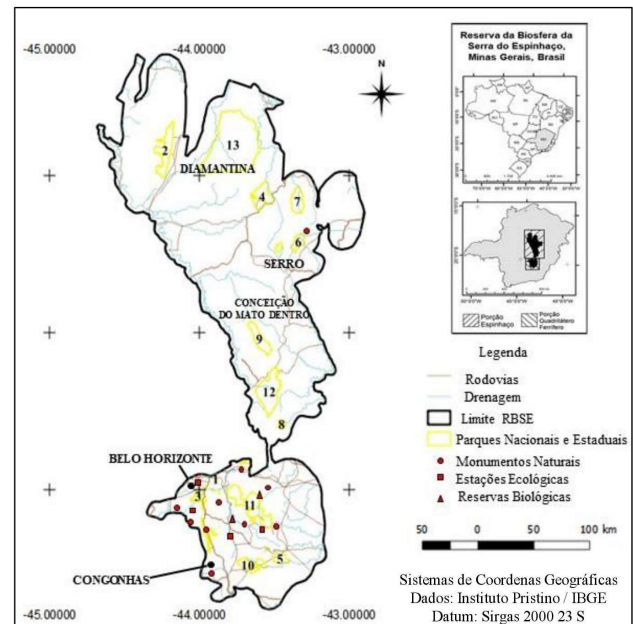 -45.00000 -44.00000 -43.00000
N
2
13
DIAMANTINA
4
7
6
SERRO
CONCEIÇÃO
DO MATO DENTRO
9
12
8
BELO HORIZONTE
1
3
11
10
5
CONGONHAS
-45.00000 -44.00000 -43.00000
Reserva da Biosfera da
Serra do Espinhaço,
Minas Gerais, Brasil
Porção
Espinhaço
Porção
Quadrilátero
Ferrífero
Legenda
Rodovias
Drenagem
Limite RBSE
Parques Nacionais e Estaduais
Monumentos Naturais
Estações Ecológicas
Reservas Biológicas
50 0 50 100 km
Sistemas de Coordenas Geográficas
Dados: Instituto Pristino / IBGE
Datum: Sirgas 2000 23 S